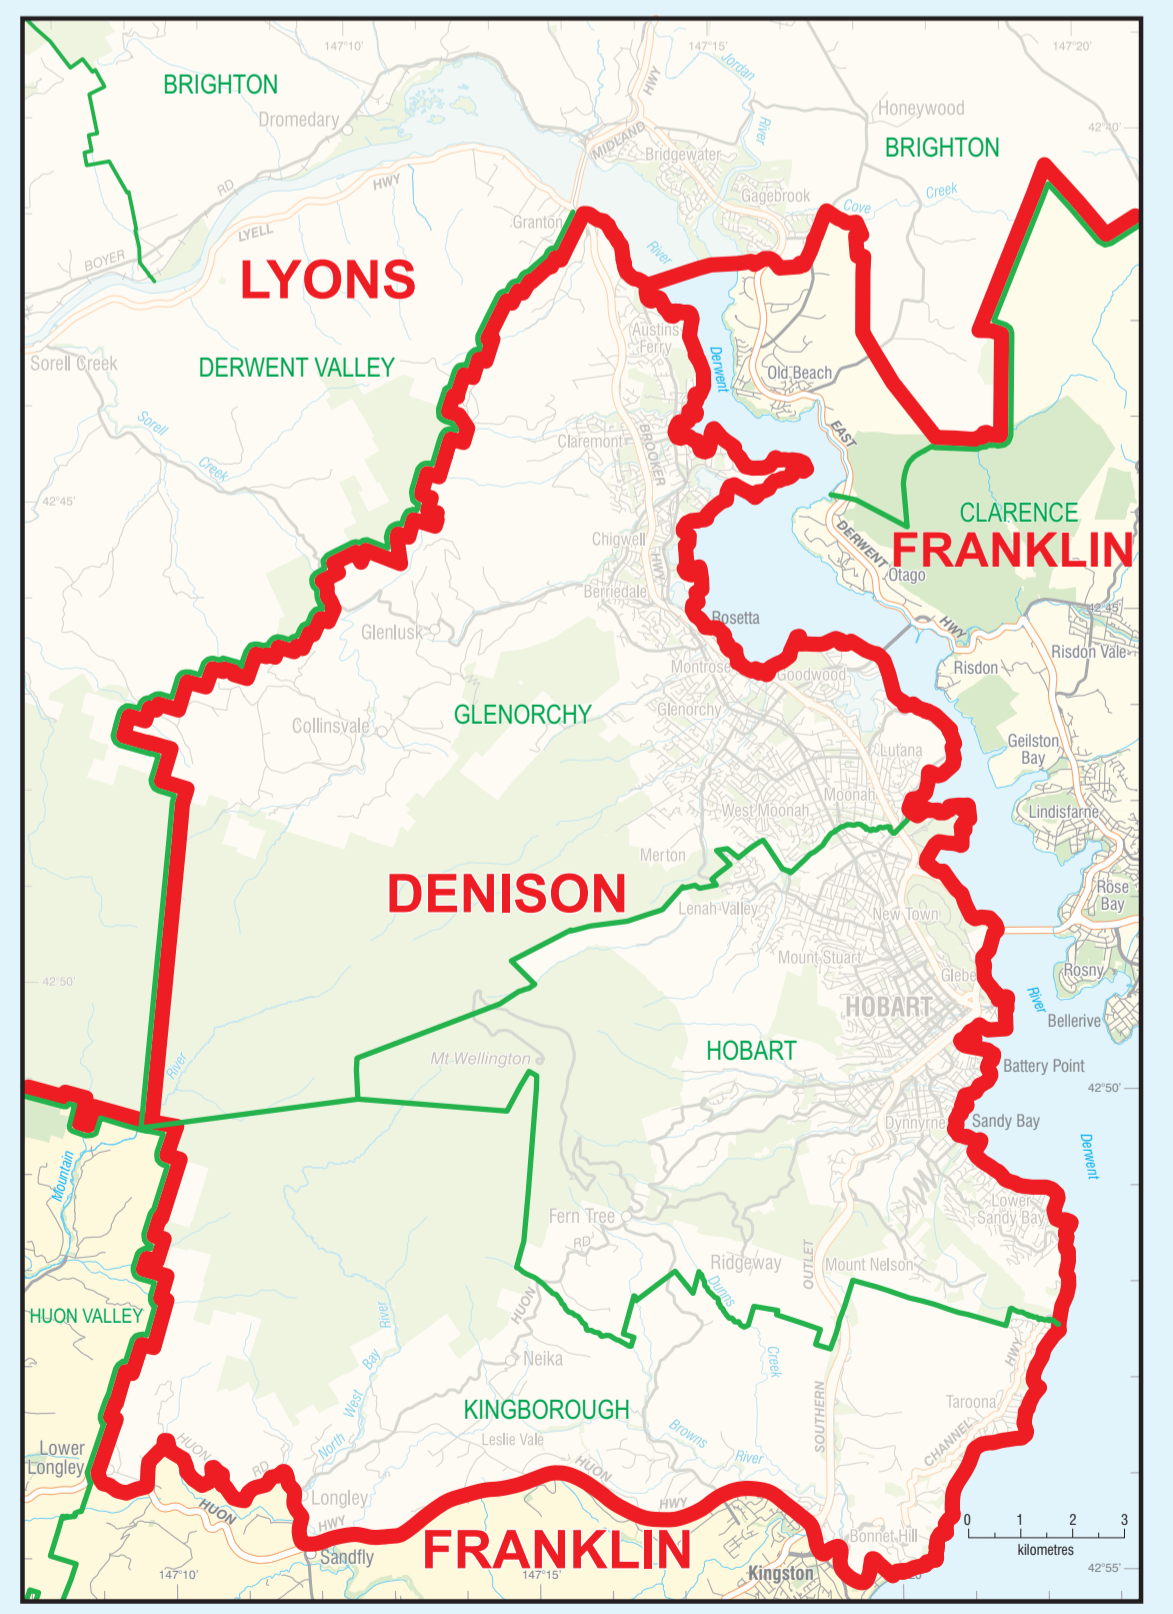 147°10'
147°15'
147°20'
BRIGHTON
Dromedary
HWY
Jordan
River
Honeywood
42°40'
MIDLAND
Bridgewater
BRIGHTON
RD
HWY
Gagebrook
Creek
Cove
Granton
LYELL
BOYER
River
LYONS
Austins
Ferry
Sorell Creek
DERWENT VALLEY
Derwent
Old Beach
Sorell
Creek
Claremont
BROOKER
HWY
EAST
DERWENT
HWY
42°45'
CLARENCE
FRANKLIN
Chigwell
Otago
Berriedale
42°45'
Rosetta
Glenlusk
Risdon Vale
Montrose
Goodwood
Risdon
Collinsvale
GLENORCHY
Glenorchy
Geilston
Bay
Lutana
Moonah
West Moonah
Lindisfarne
Merton
DENISON
Rose
Bay
Lenah Valley
New Town
Mount Stuart
Glebe
Rosny
42°50'
HOBART
River
Bellerive
Mt Wellington
HOBART
River
Battery Point
42°50'
Dynnyrne
Sandy Bay
Mountain
Derwent
Lower
Sandy Bay
Fern Tree
RD
Ridgeway
OUTLET
Mount Nelson
HUON
Dunns
Creek
HUON VALLEY
River
Bay
West
North
Neika
HWY
KINGBOROUGH
Taroona
SOUTHERN
CHANNEL
Leslie Vale
Browns
River
Lower
Longley
HUON
RD
HUON
HWY
Longley
HUON
HWY
0 1 2 3
kilometres
FRANKLIN
Bonnet Hill
Sandfly
Kingston
42°55'
147°10'
147°15'